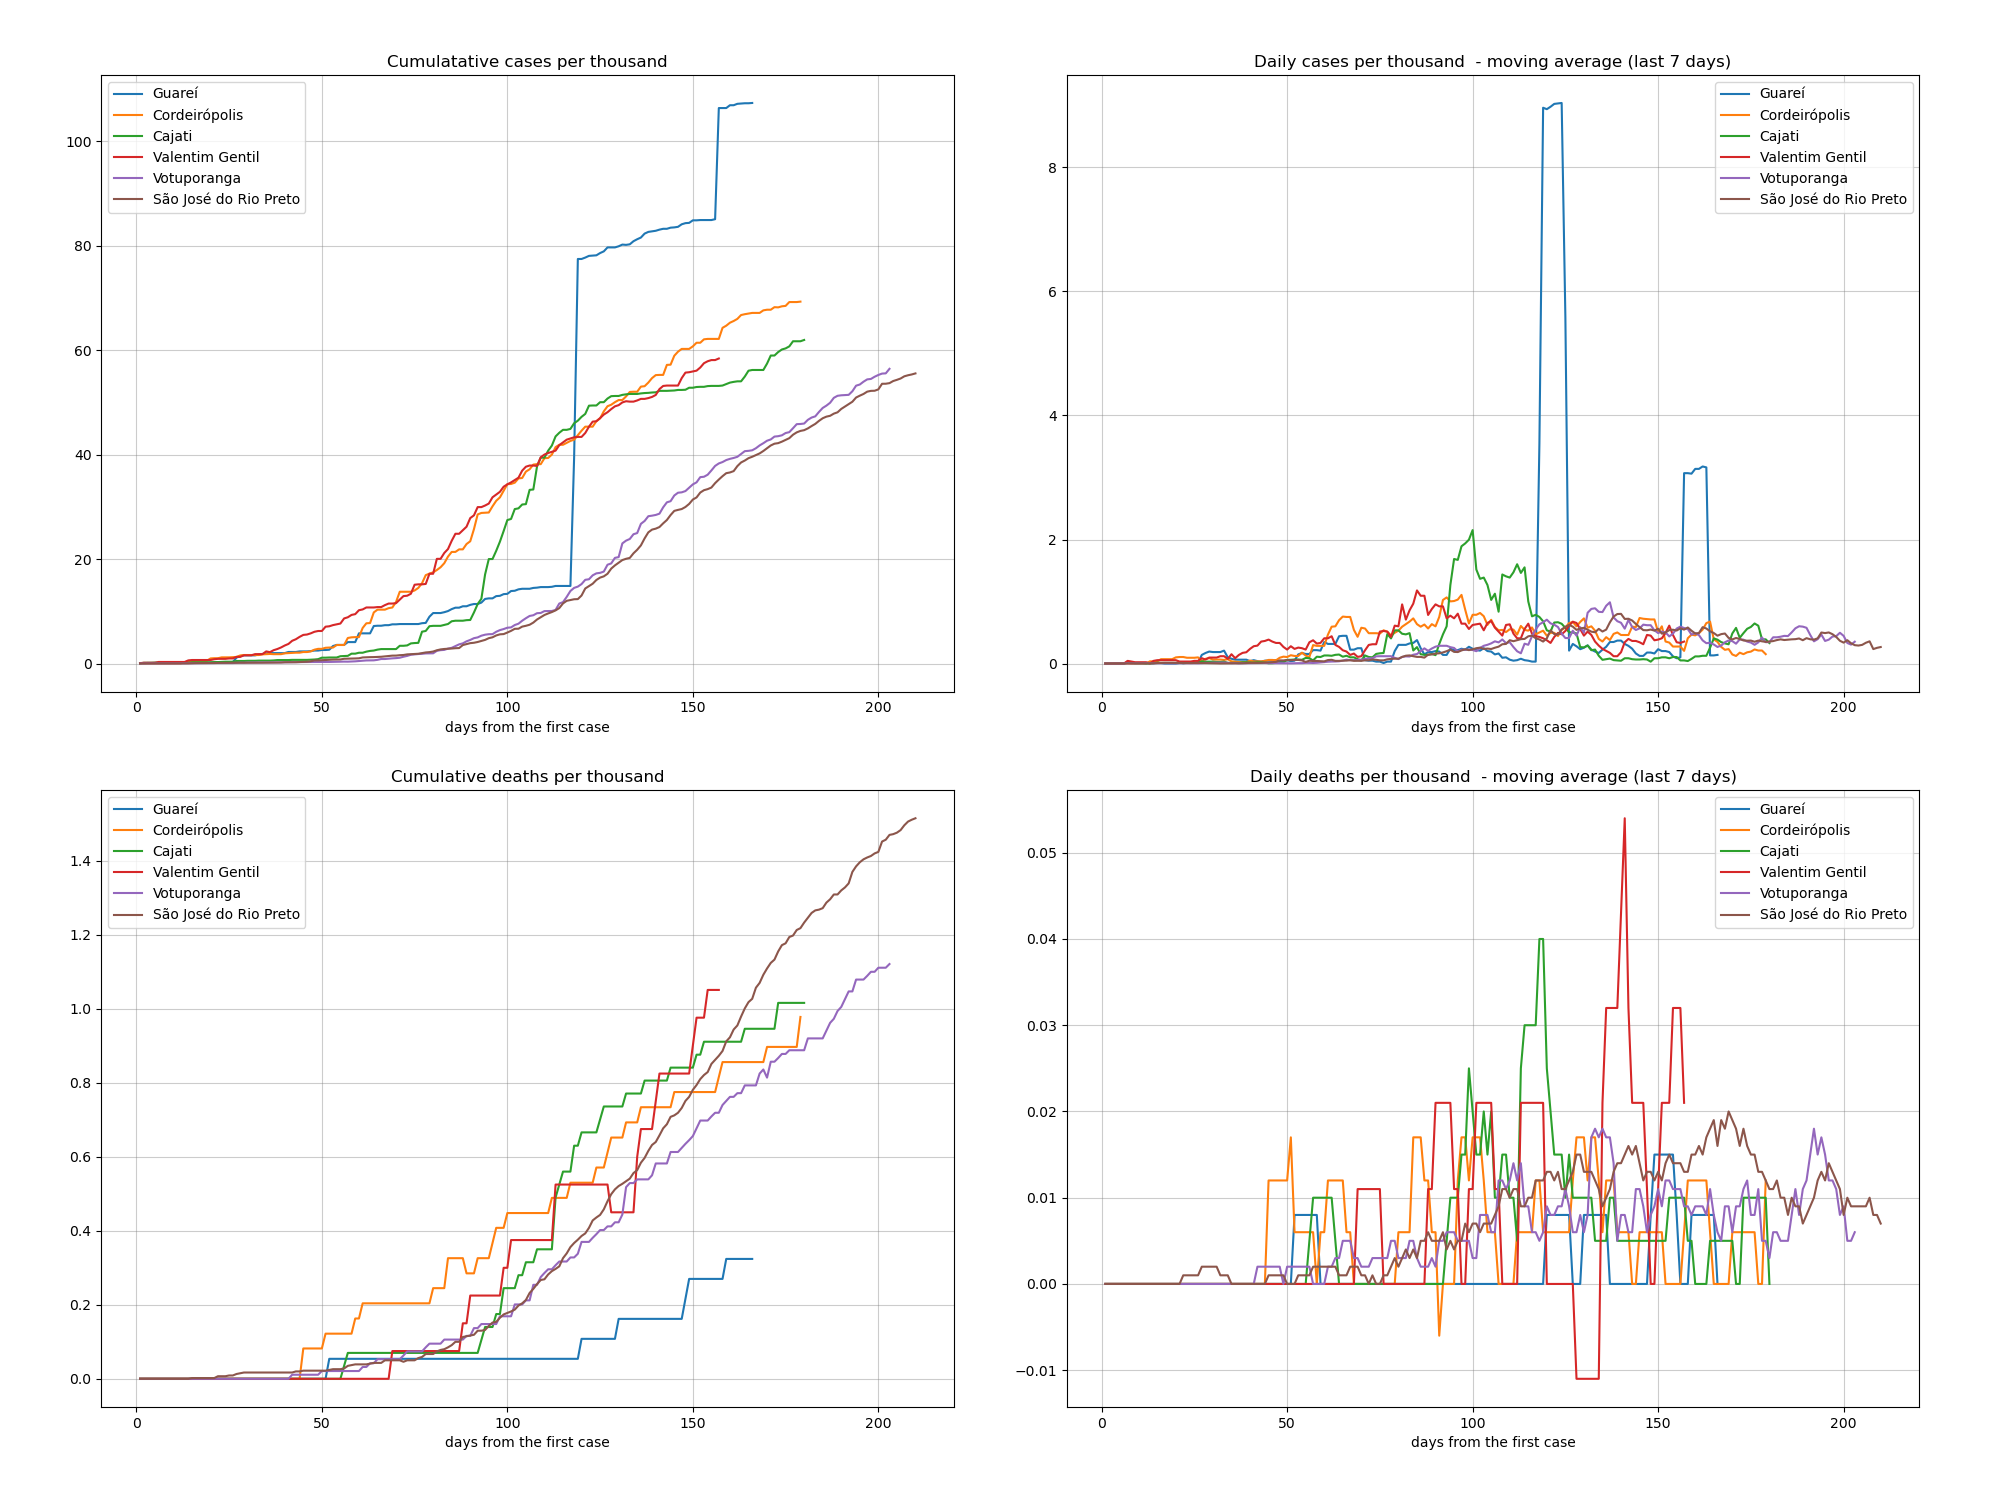 Cumulatative cases per thousand
Guareí
Cordeirópolis
Cajati
Valentim Gentil
Votuporanga
São José do Rio Preto
100
80
60
40
20
0
0 50 100 150 200
days from the first case
Daily cases per thousand - moving average (last 7 days)
Guareí
Cordeirópolis
Cajati
Valentim Gentil
Votuporanga
São José do Rio Preto
8
6
4
2
0
0 50 100 150 200
days from the first case
Cumulative deaths per thousand
Guareí
Cordeirópolis
Cajati
Valentim Gentil
Votuporanga
São José do Rio Preto
1.4
1.2
1.0
0.8
0.6
0.4
0.2
0.0
0 50 100 150 200
days from the first case
Daily deaths per thousand - moving average (last 7 days)
Guareí
Cordeirópolis
Cajati
Valentim Gentil
Votuporanga
São José do Rio Preto
0.05
0.04
0.03
0.02
0.01
0.00
−0.01
0 50 100 150 200
days from the first case